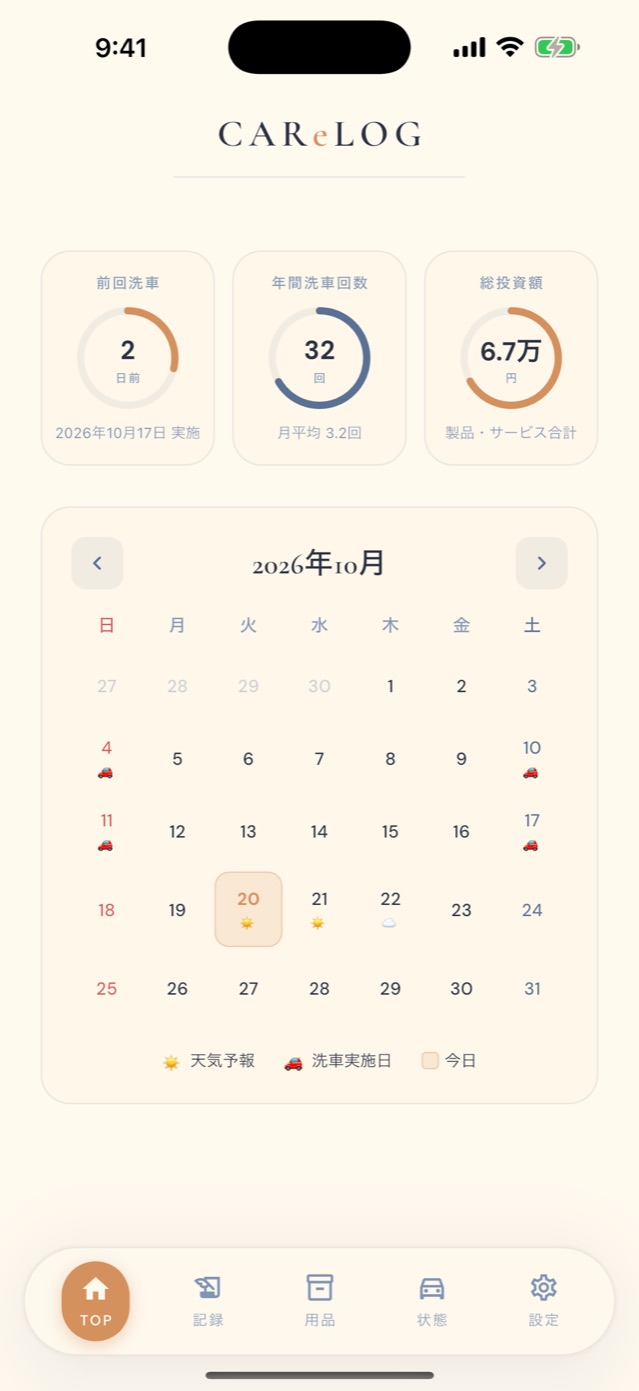 9:41
CAReLOG
前回洗車 年間洗車回数 総投資額
2 32 6.7万
日前 回 円
2026年10月17日 実施 月平均 3.2回 製品・サービス合計
2026年10月
日 月 火 水 木 金 土
27 28 29 30 1 2 3
4 5 6 7 8 9 10
11 12 13 14 15 16 17
18 19 20 21 22 23 24
25 26 27 28 29 30 31
天気予報 洗車実施日 今日
TOP 記録 用品 状態 設定